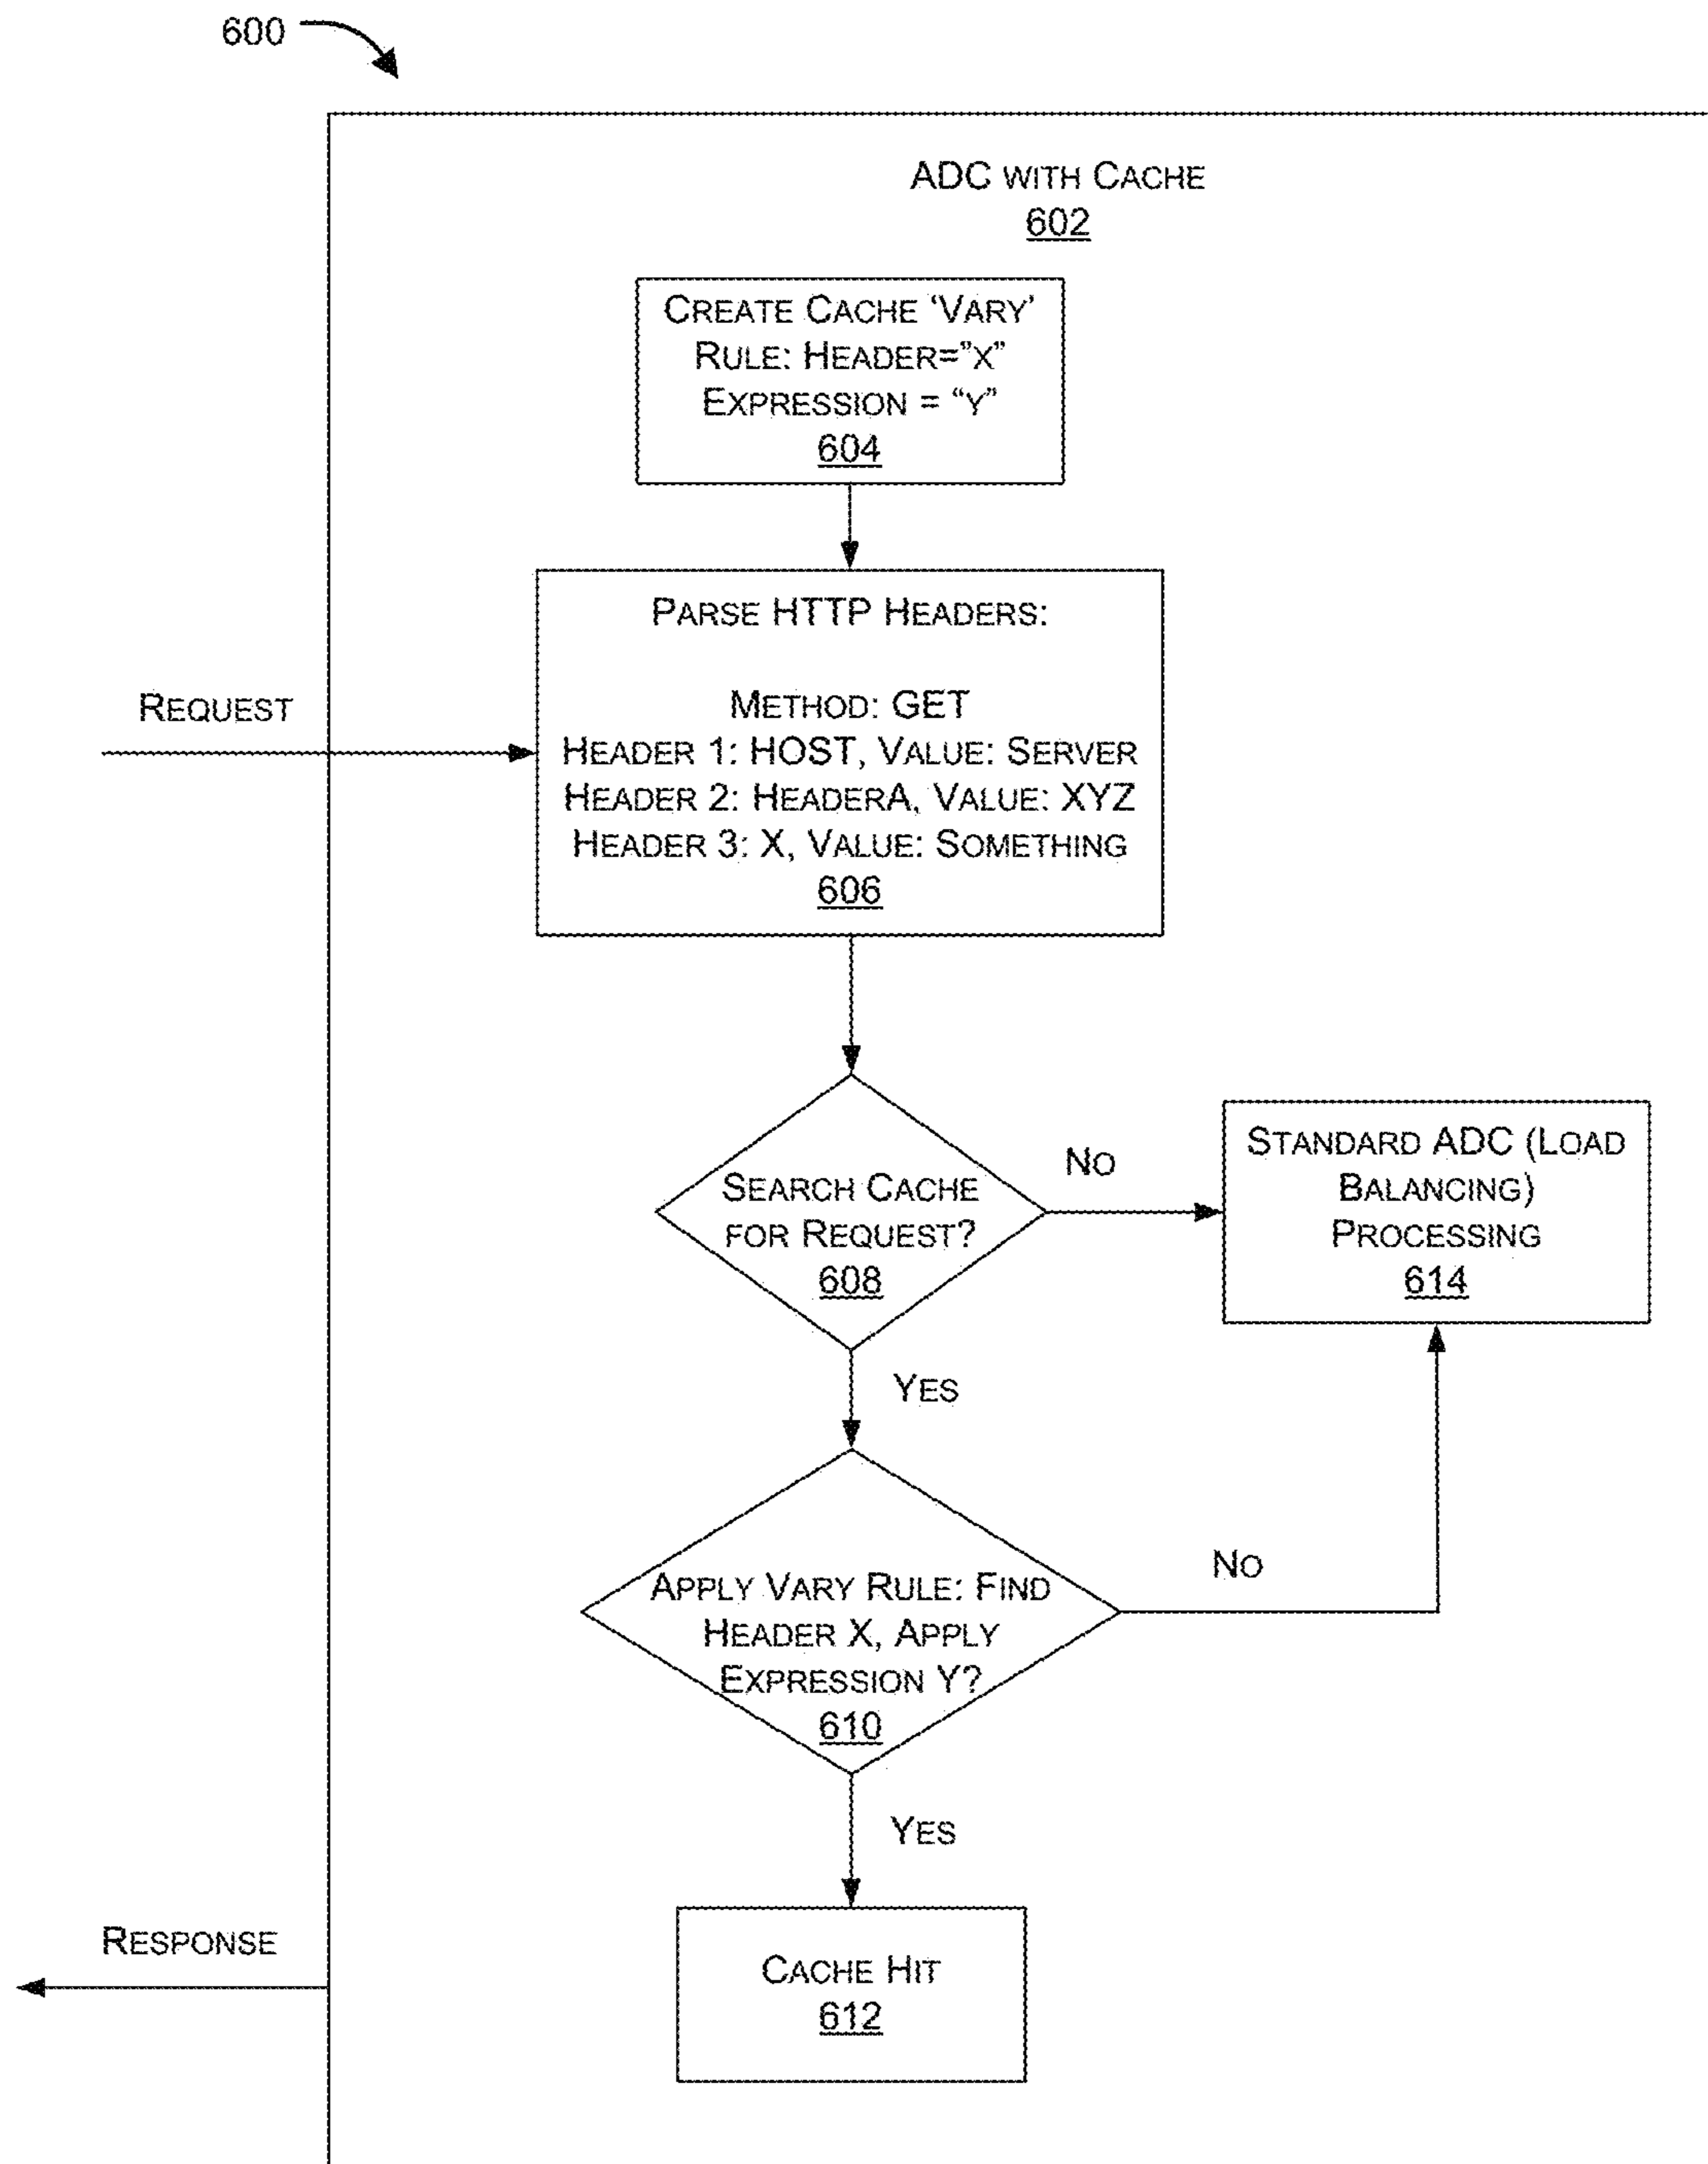 600
ADC WITH CACHE
602
CREATE CACHE ‘VARY’
RULE: HEADER=”X”
EXPRESSION = “Y”
604
PARSE HTTP HEADERS:
METHOD: GET
HEADER 1: HOST, VALUE: SERVER
HEADER 2: HEADERA, VALUE: XYZ
HEADER 3: X, VALUE: SOMETHING
606
REQUEST
SEARCH CACHE
FOR REQUEST?
608
NO
STANDARD ADC (LOAD
BALANCING)
PROCESSING
614
YES
APPLY VARY RULE: FIND
HEADER X, APPLY
EXPRESSION Y?
610
NO
YES
CACHE HIT
612
RESPONSE